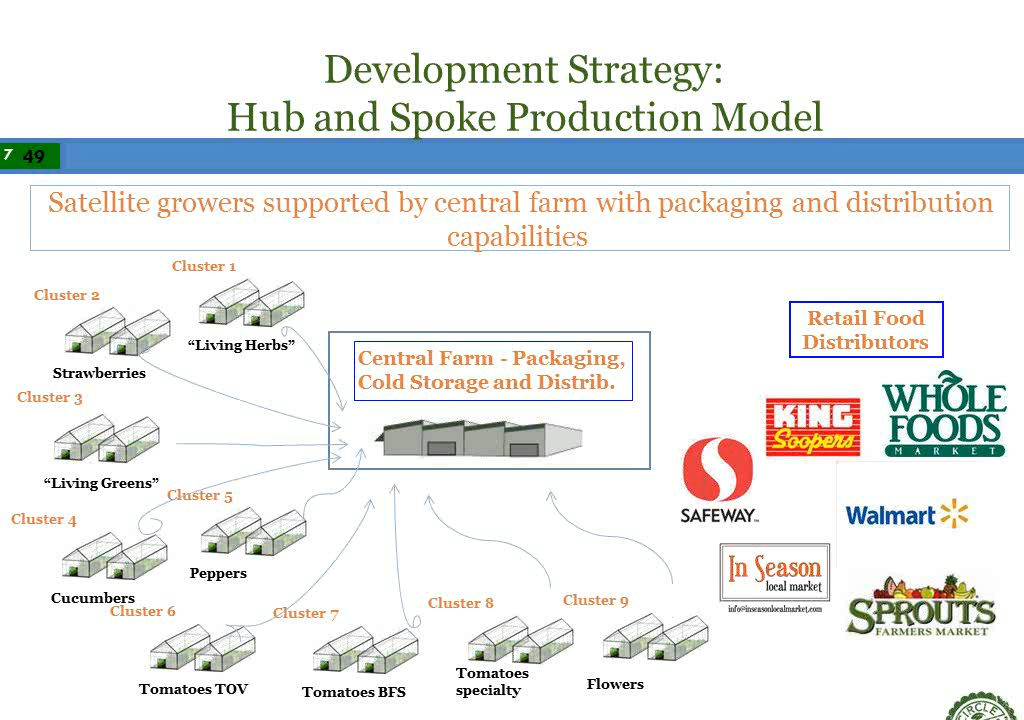 Development Strategy:
Hub and Spoke Production Model
7 49
Satellite growers supported by central farm with packaging and distribution
capabilities
Cluster 1
“Living Herbs”
Cluster 2
Strawberries
Cluster 3
“Living Greens”
Cluster 4
Cucumbers
Cluster 5
Peppers
Cluster 6
Tomatoes TOV
Cluster 7
Tomatoes BFS
Cluster 8
Tomatoes
specialty
Cluster 9
Flowers
Central Farm - Packaging,
Cold Storage and Distrib.
Retail Food
Distributors
KING
Soopers
WHOLE
FOODS
MARKET
SAFEWAY
Walmart
In Season
local market
info@inseasonlocalmarket.com
SPROUTS
FARMERS MARKET
CIRCLE